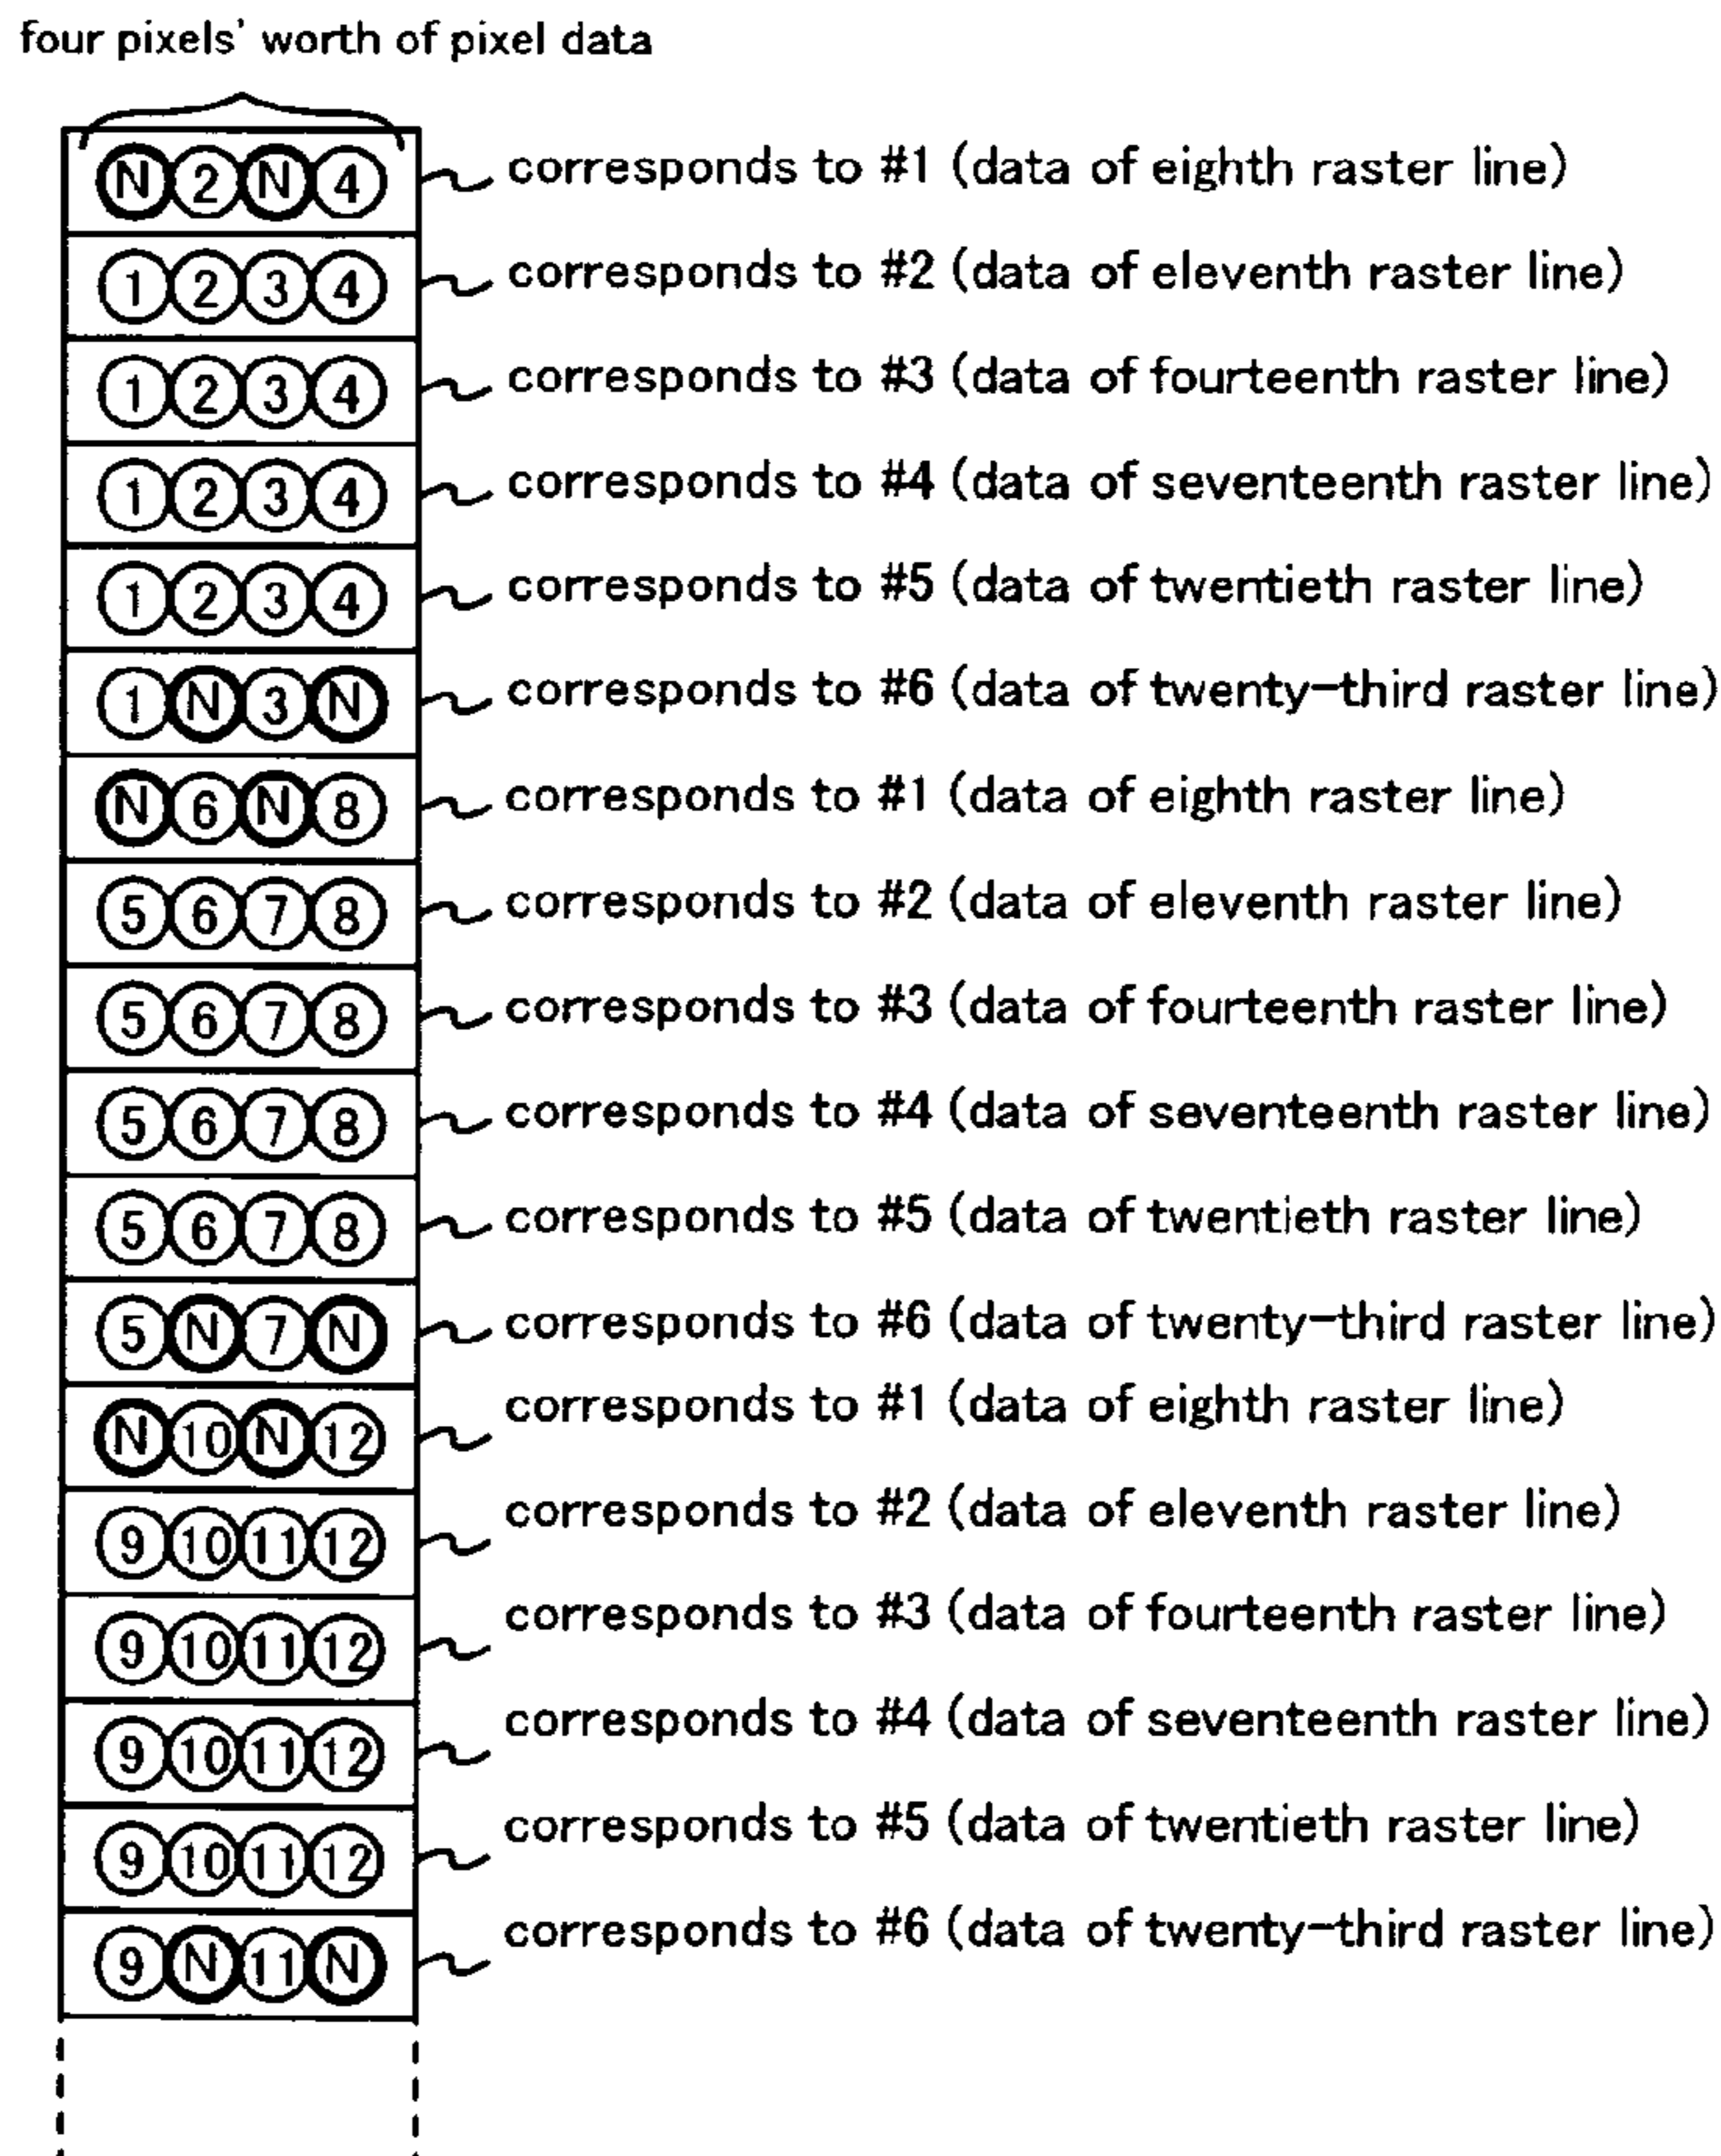 four pixels' worth of pixel data
N 2 N 4 corresponds to #1 (data of eighth raster line)
1 2 3 4 corresponds to #2 (data of eleventh raster line)
1 2 3 4 corresponds to #3 (data of fourteenth raster line)
1 2 3 4 corresponds to #4 (data of seventeenth raster line)
1 2 3 4 corresponds to #5 (data of twentieth raster line)
1 N 3 N corresponds to #6 (data of twenty-third raster line)
N 6 N 8 corresponds to #1 (data of eighth raster line)
5 6 7 8 corresponds to #2 (data of eleventh raster line)
5 6 7 8 corresponds to #3 (data of fourteenth raster line)
5 6 7 8 corresponds to #4 (data of seventeenth raster line)
5 6 7 8 corresponds to #5 (data of twentieth raster line)
5 N 7 N corresponds to #6 (data of twenty-third raster line)
N 10 N 12 corresponds to #1 (data of eighth raster line)
9 10 11 12 corresponds to #2 (data of eleventh raster line)
9 10 11 12 corresponds to #3 (data of fourteenth raster line)
9 10 11 12 corresponds to #4 (data of seventeenth raster line)
9 10 11 12 corresponds to #5 (data of twentieth raster line)
9 N 11 N corresponds to #6 (data of twenty-third raster line)